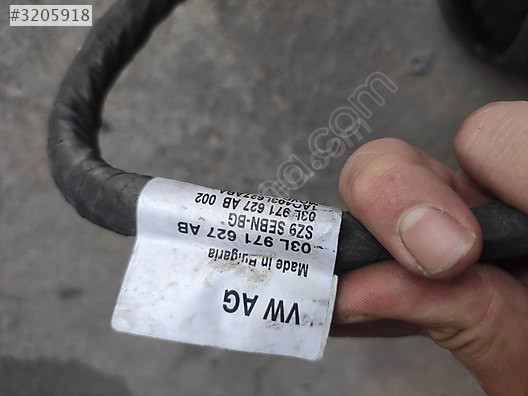 #3205918
VW AG
Made in Bulgaria
03L 971 627 AB
SZ9 SEBN-BG
03L 971 627 AB 002